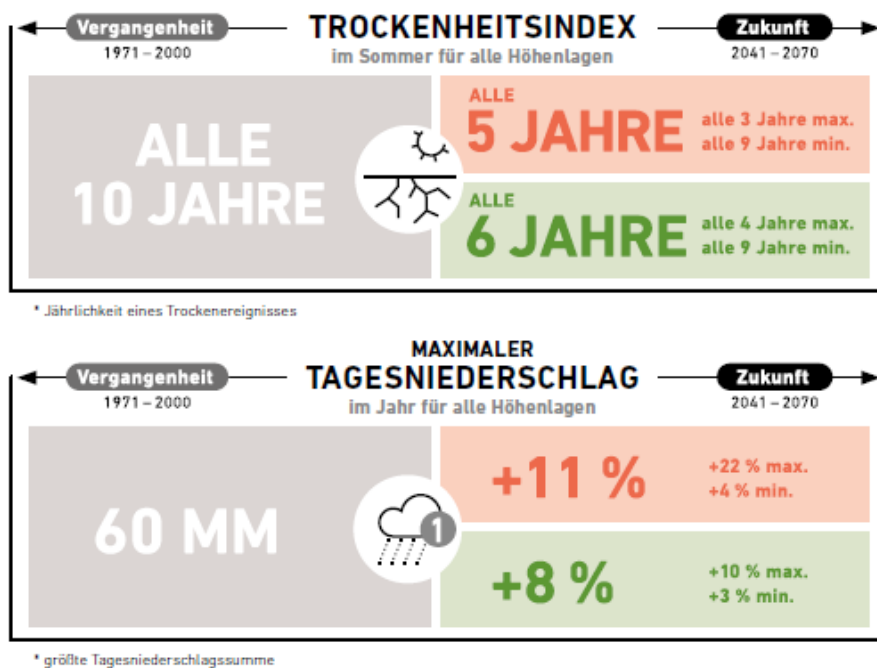 Vergangenheit
1971 – 2000
TROCKENHEITSINDEX
im Sommer für alle Höhenlagen
Zukunft
2041 – 2070
ALLE
10 JAHRE
ALLE
5 JAHRE
alle 3 Jahre max.
alle 9 Jahre min.
ALLE
6 JAHRE
alle 4 Jahre max.
alle 9 Jahre min.
* Jährlichkeit eines Trockenereignisses
Vergangenheit
1971 – 2000
MAXIMALER
TAGESNIEDERSCHLAG
im Jahr für alle Höhenlagen
Zukunft
2041 – 2070
60 MM
1
+11 %
+22 % max.
+4 % min.
+8 %
+10 % max.
+3 % min.
* größte Tagesniederschlagssumme